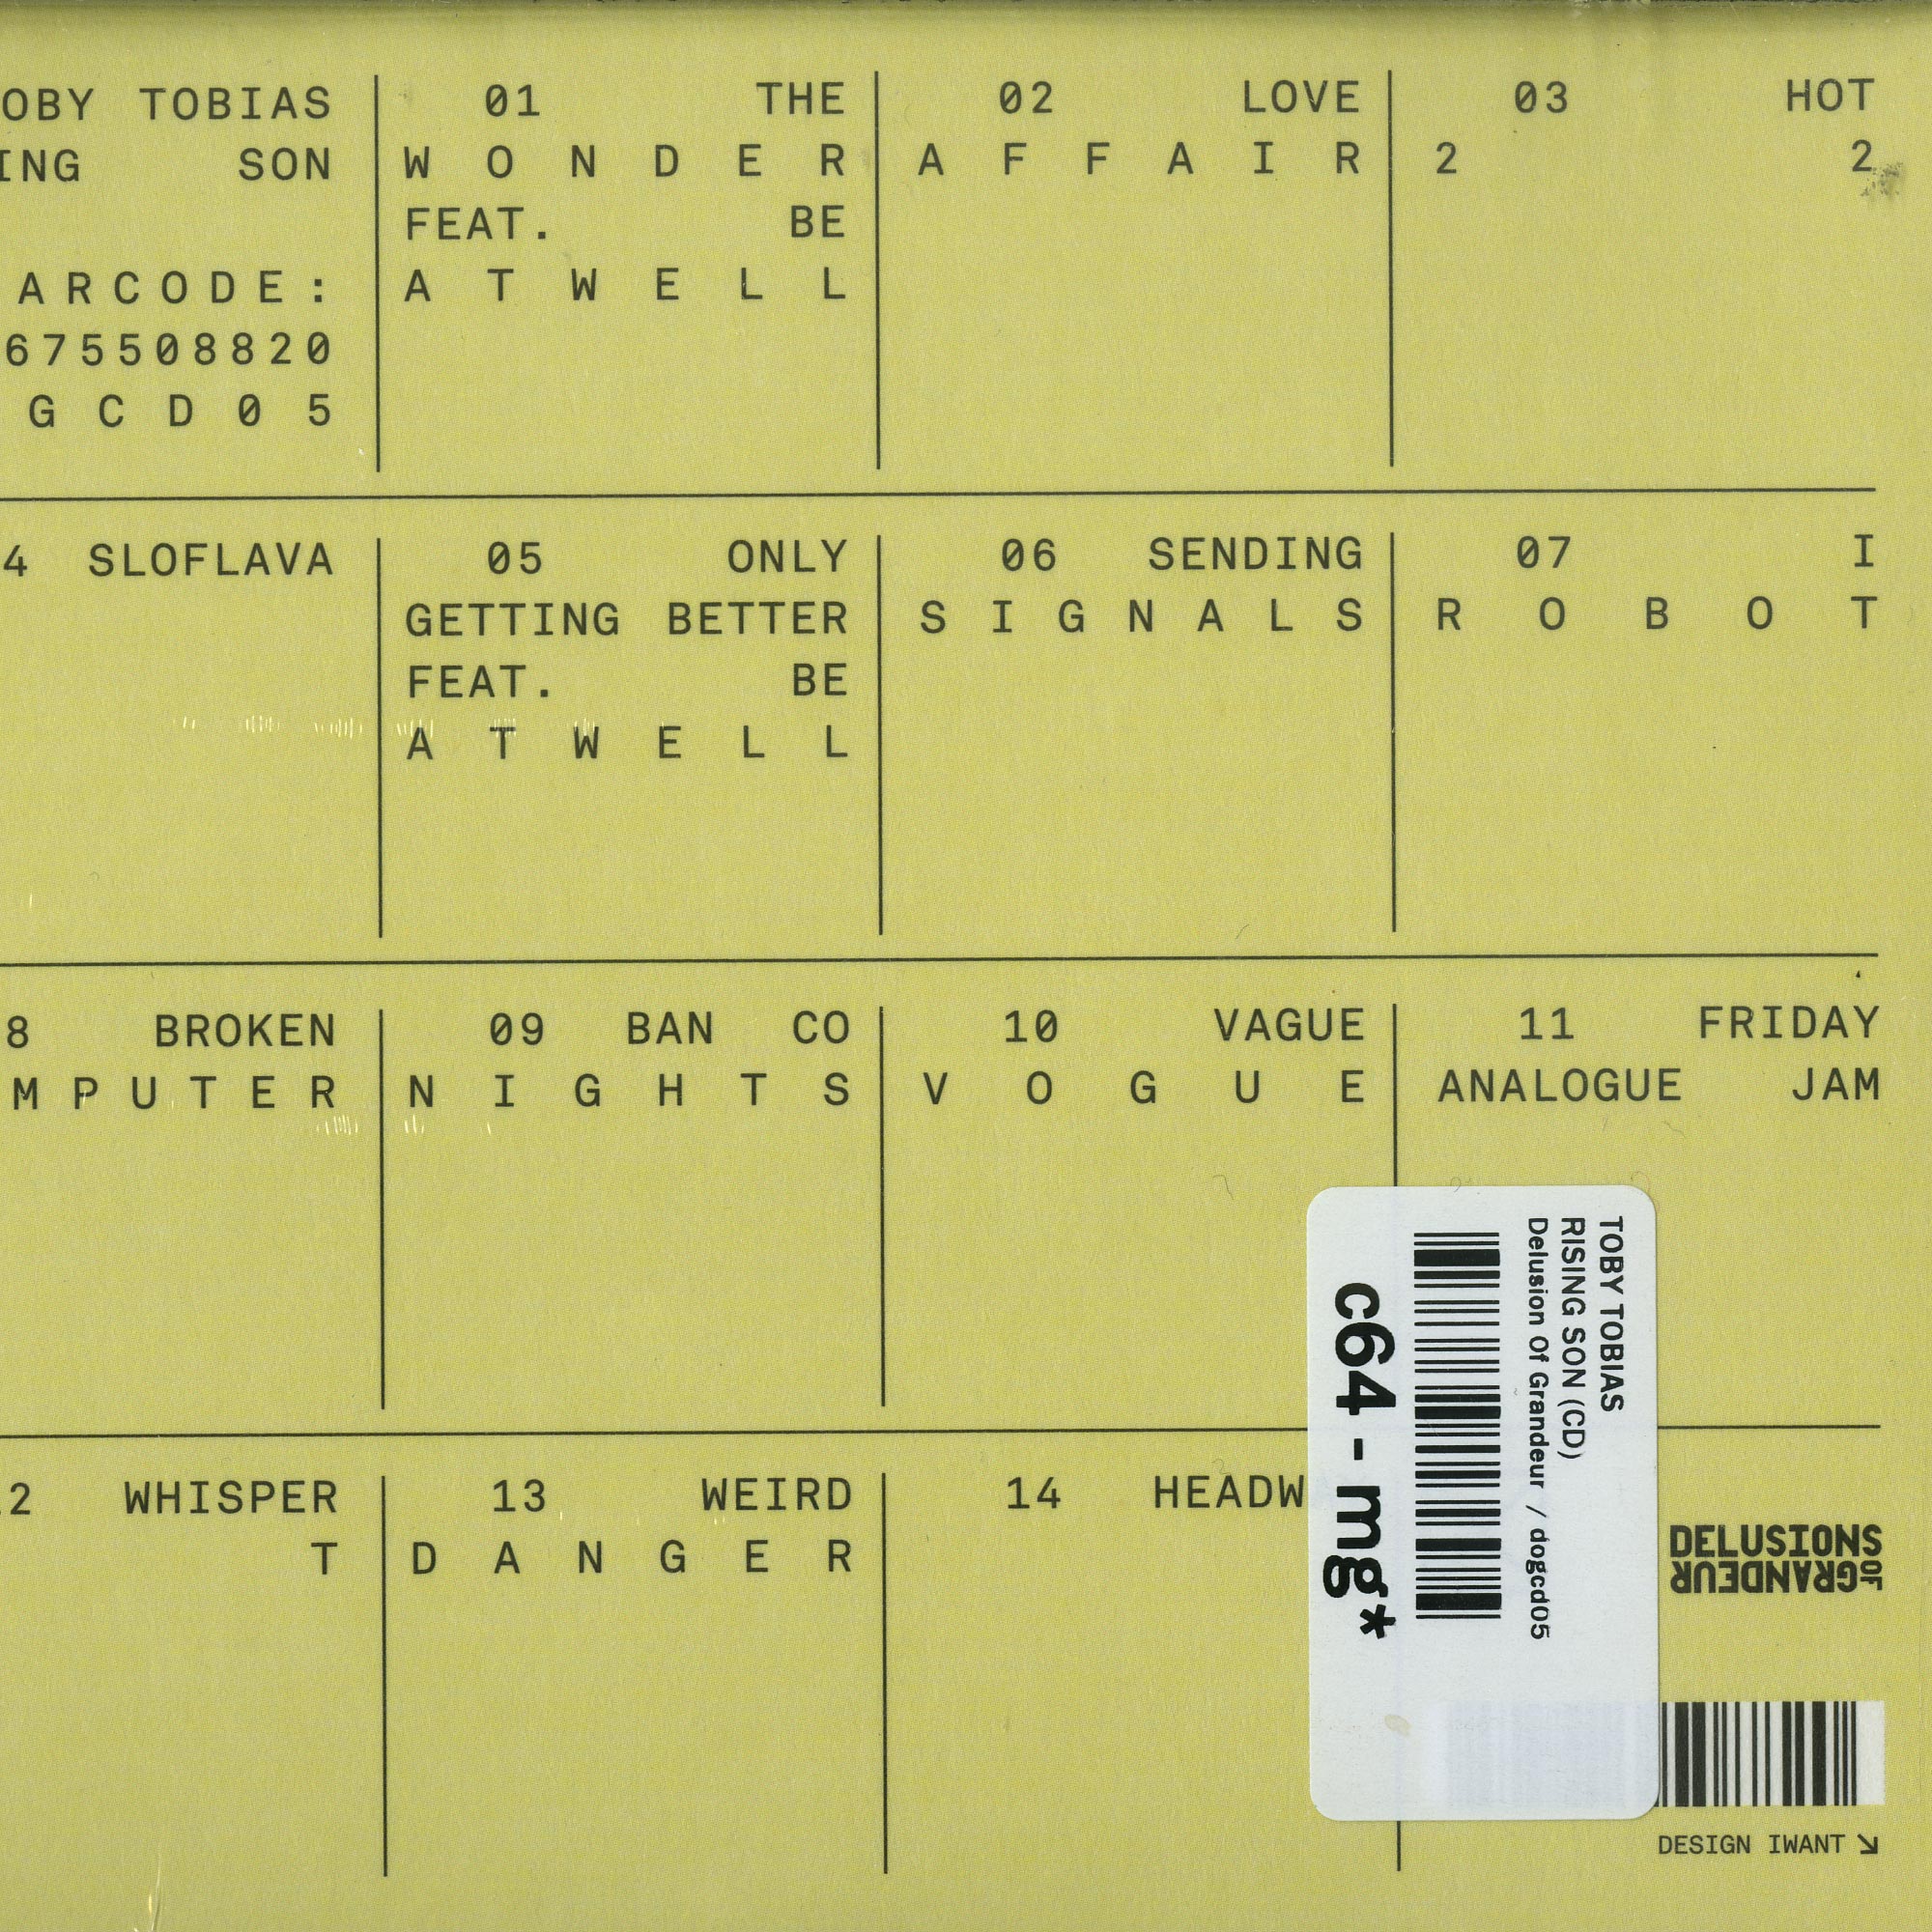 OBY TOBIAS
ING SON
ARCODE:
675508820
GCD05
01 THE
WONDER
FEAT. BE
ATWELL
02 LOVE
AFFAIR
03 HOT
2 2
4 SLOFLAVA
05 ONLY
GETTING BETTER
FEAT. BE
ATWELL
06 SENDING
SIGNALS
07 I
ROBOT
8 BROKEN
MPUTER
09 BAN CO
NIGHTS
10 VAGUE
VOGUE
11 FRIDAY
ANALOGUE JAM
2 WHISPER
T
13 WEIRD
DANGER
14 HEADW
TOBY TOBIAS
RISING SON (CD)
Delusion Of Grandeur / dogcd05
c64 - mg*
DELUSIONS
OF GRANDEUR
DESIGN IWANT ↘